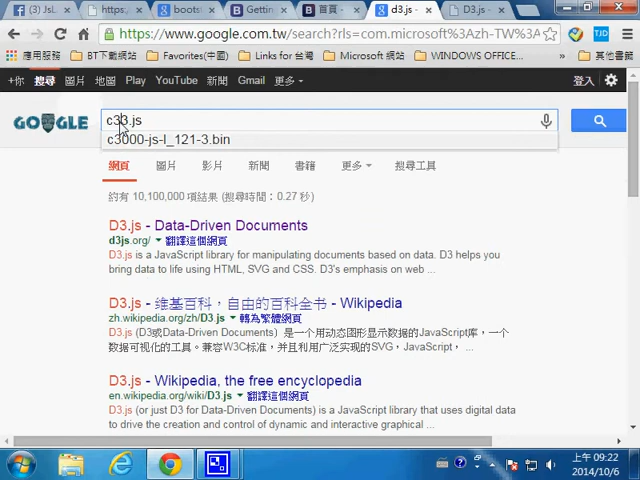 (3) JsL
https:
boots
Gettin
首頁 -
d3.js -
D3.js -
https://www.google.com.tw/search?rls=com.microsoft%3Azh-TW%3
應用服務
BT下載網站
Favorites(中国)
Links for 台灣
Microsoft 網站
WINDOWS OFFICE...
+你 搜尋 圖片 地圖 Play YouTube 新聞 Gmail 更多 登入
GOOGLE
c33.js
c3000-js-l_121-3.bin
網頁 圖片 影片 新聞 書籍 更多 搜尋工具
約有 10,100,000 項結果 (搜尋時間:0.27 秒)
D3.js - Data-Driven Documents
d3js.org/ 翻譯這個網頁
D3.js is a JavaScript library for manipulating documents based on data. D3 helps you
bring data to life using HTML, SVG and CSS. D3's emphasis on web ...
D3.js - 维基百科，自由的百科全书 - Wikipedia
zh.wikipedia.org/zh/D3.js 轉為繁體網頁
D3.js (D3或Data-Driven Documents）是一个用动态图形显示数据的JavaScript库，一个
数据可视化的工具。兼容W3C标准，并且利用广泛实现的SVG，JavaScript, ...
D3.js - Wikipedia, the free encyclopedia
en.wikipedia.org/wiki/D3.js 翻譯這個網頁
D3.js (or just D3 for Data-Driven Documents) is a JavaScript library that uses digital data
to drive the creation and control of dynamic and interactive graphical ...
上午 09:22
2014/10/6